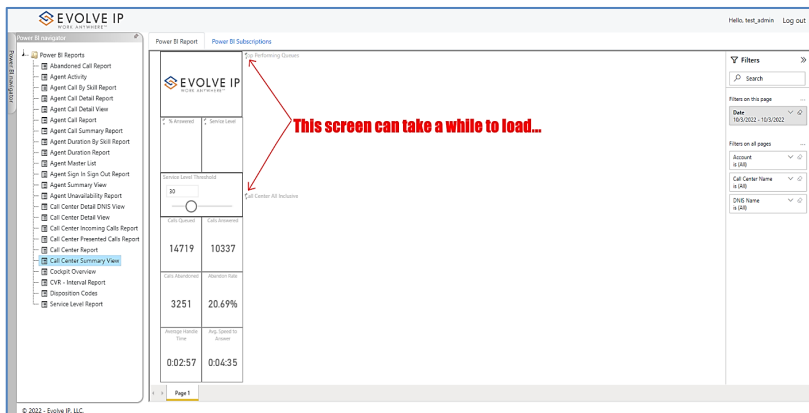 EVOLVE IP
WORK ANYWHERE™
Hello, test_admin Log out
Power BI navigator
Power BI navigator
Power BI Reports
Abandoned Call Report
Agent Activity
Agent Call By Skill Report
Agent Call Detail Report
Agent Call Detail View
Agent Call Report
Agent Call Summary Report
Agent Duration By Skill Report
Agent Duration Report
Agent Master List
Agent Sign In Sign Out Report
Agent Summary View
Agent Unavailability Report
Call Center Detail DNIS View
Call Center Detail View
Call Center Incoming Calls Report
Call Center Presented Calls Report
Call Center Report
Call Center Summary View
Cockpit Overview
CVR - Interval Report
Disposition Codes
Service Level Report
Power BI Report Power BI Subscriptions
EVOLVE IP
WORK ANYWHERE
Performing Queues
% Answered Service Level
This screen can take a while to load...
Service Level Threshold
30
Call Center All Inclusive
Calls Queued Calls Answered
14719 10337
Calls Abandoned Abention Rate
3251 20.69%
Average Handle Time Avg. Speed to Answer
0:02:57 0:04:35
Page 1
Filters
Search
Filters on this page ...
Date
10/3/2022 - 10/3/2022
Filters on all pages ...
Account
is (All)
Call Center Name
is (All)
DNIS Name
is (All)
© 2022 - Evolve IP, LLC.